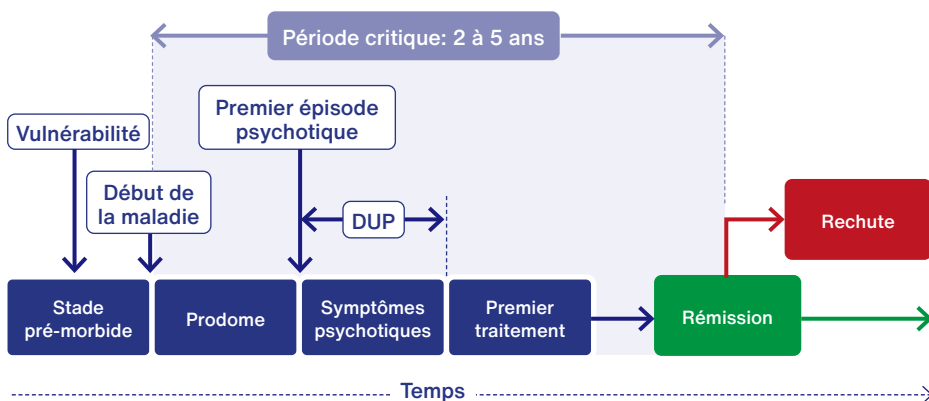 Période critique: 2 à 5 ans
Premier épisode
psychotique
Vulnérabilité
Début de
la maladie
DUP
Rechute
Stade
pré-morbide
Prodome
Symptômes
psychotiques
Premier
traitement
Rémission
Temps